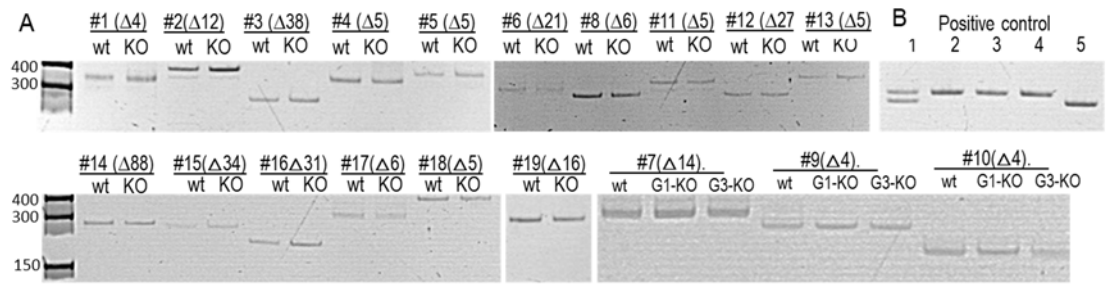 A
#1 (Δ4) #2(Δ12) #3 (Δ38) #4 (Δ5) #5 (Δ5) #6 (Δ21) #8 (Δ6) #11 (Δ5) #12 (Δ27) #13 (Δ5)
wt KO wt KO wt KO wt KO wt KO wt KO wt KO wt KO wt KO wt KO
400
300
B
Positive control
1 2 3 4 5
#14 (Δ88) #15(Δ34) #16(Δ31) #17(Δ6) #18(Δ5) #19(Δ16) #7(Δ14). #9(Δ4). #10(Δ4).
wt KO wt KO wt KO wt KO wt KO wt KO wt G1-KO G3-KO wt G1-KO G3-KO wt G1-KO G3-KO
400
300
150